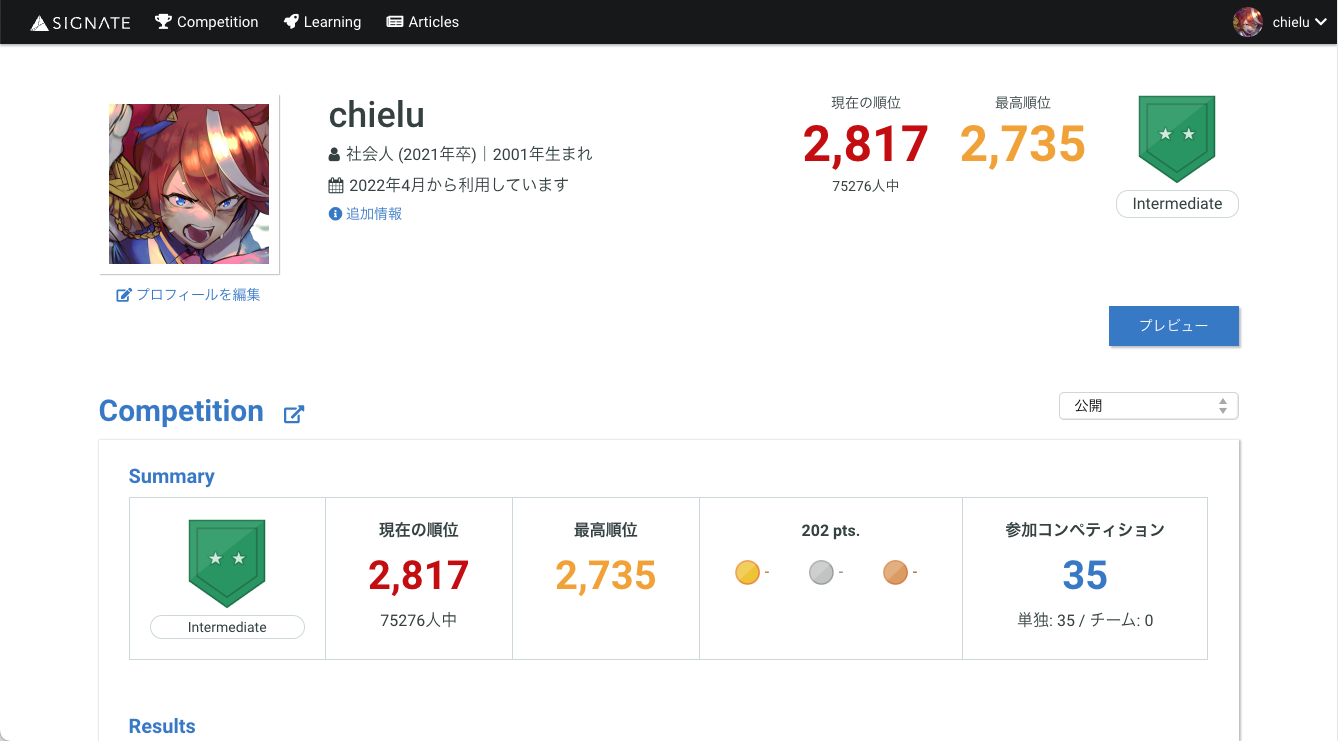 SIGNATE Competition Learning Articles chielu
chielu
社会人 (2021年卒)｜2001年生まれ
2022年4月から利用しています
追加情報
プロフィールを編集
現在の順位
2,817
75276人中
最高順位
2,735
Intermediate
プレビュー
Competition
公開
Summary
Intermediate
現在の順位
2,817
75276人中
最高順位
2,735
202 pts.
- - -
参加コンペティション
35
単独: 35 / チーム: 0
Results